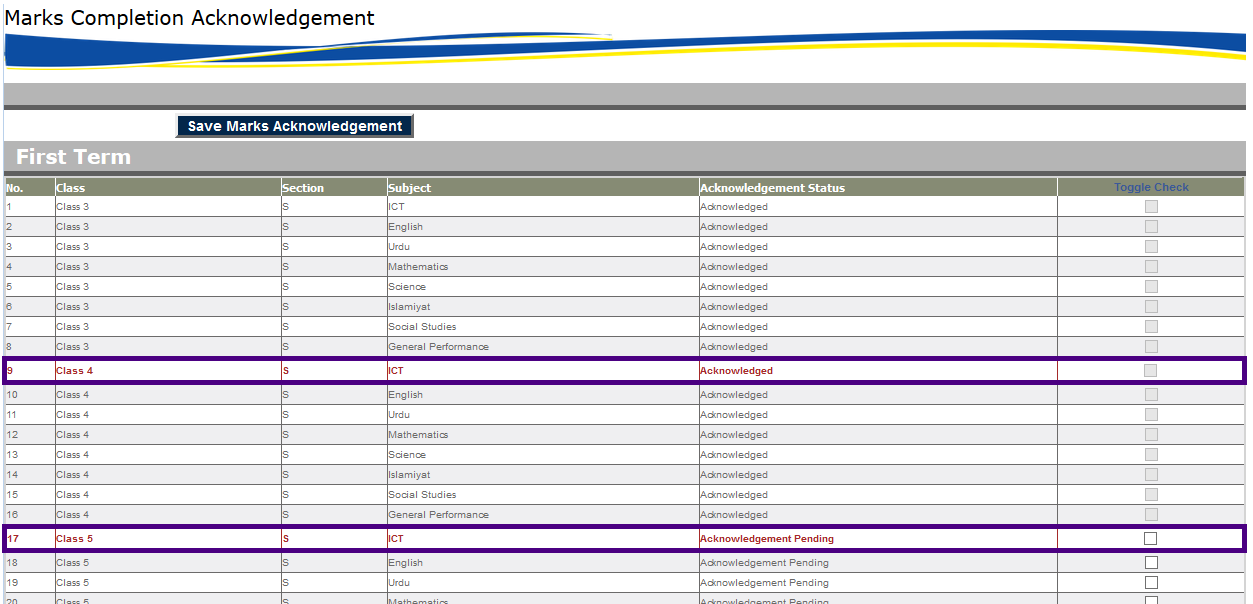 Marks Completion Acknowledgement
Save Marks Acknowledgement
First Term
No. Class Section Subject Acknowledgement Status Toggle Check
1 Class 3 S ICT Acknowledged
2 Class 3 S English Acknowledged
3 Class 3 S Urdu Acknowledged
4 Class 3 S Mathematics Acknowledged
5 Class 3 S Science Acknowledged
6 Class 3 S Islamiyat Acknowledged
7 Class 3 S Social Studies Acknowledged
8 Class 3 S General Performance Acknowledged
9 Class 4 S ICT Acknowledged
10 Class 4 S English Acknowledged
11 Class 4 S Urdu Acknowledged
12 Class 4 S Mathematics Acknowledged
13 Class 4 S Science Acknowledged
14 Class 4 S Islamiyat Acknowledged
15 Class 4 S Social Studies Acknowledged
16 Class 4 S General Performance Acknowledged
17 Class 5 S ICT Acknowledgement Pending
18 Class 5 S English Acknowledgement Pending
19 Class 5 S Urdu Acknowledgement Pending
20 Class 5 S Mathematics Acknowledgement Pending